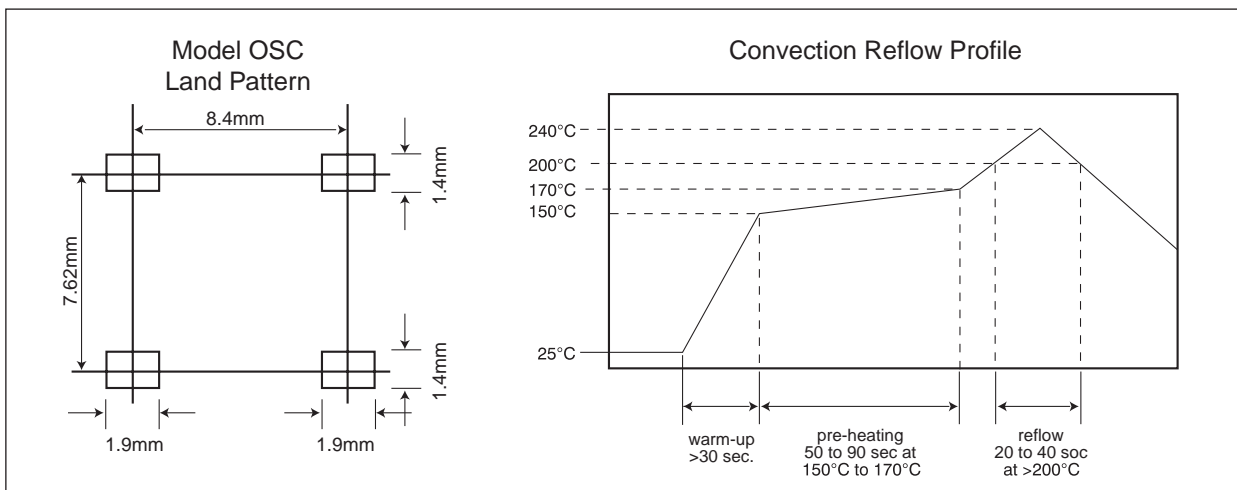 Model OSC
Land Pattern
8.4mm
1.4mm
7.62mm
1.4mm
1.9mm
1.9mm
Convection Reflow Profile
240°C
200°C
170°C
150°C
25°C
warm-up
>30 sec.
pre-heating
50 to 90 sec at
150°C to 170°C
reflow
20 to 40 soc
at >200°C